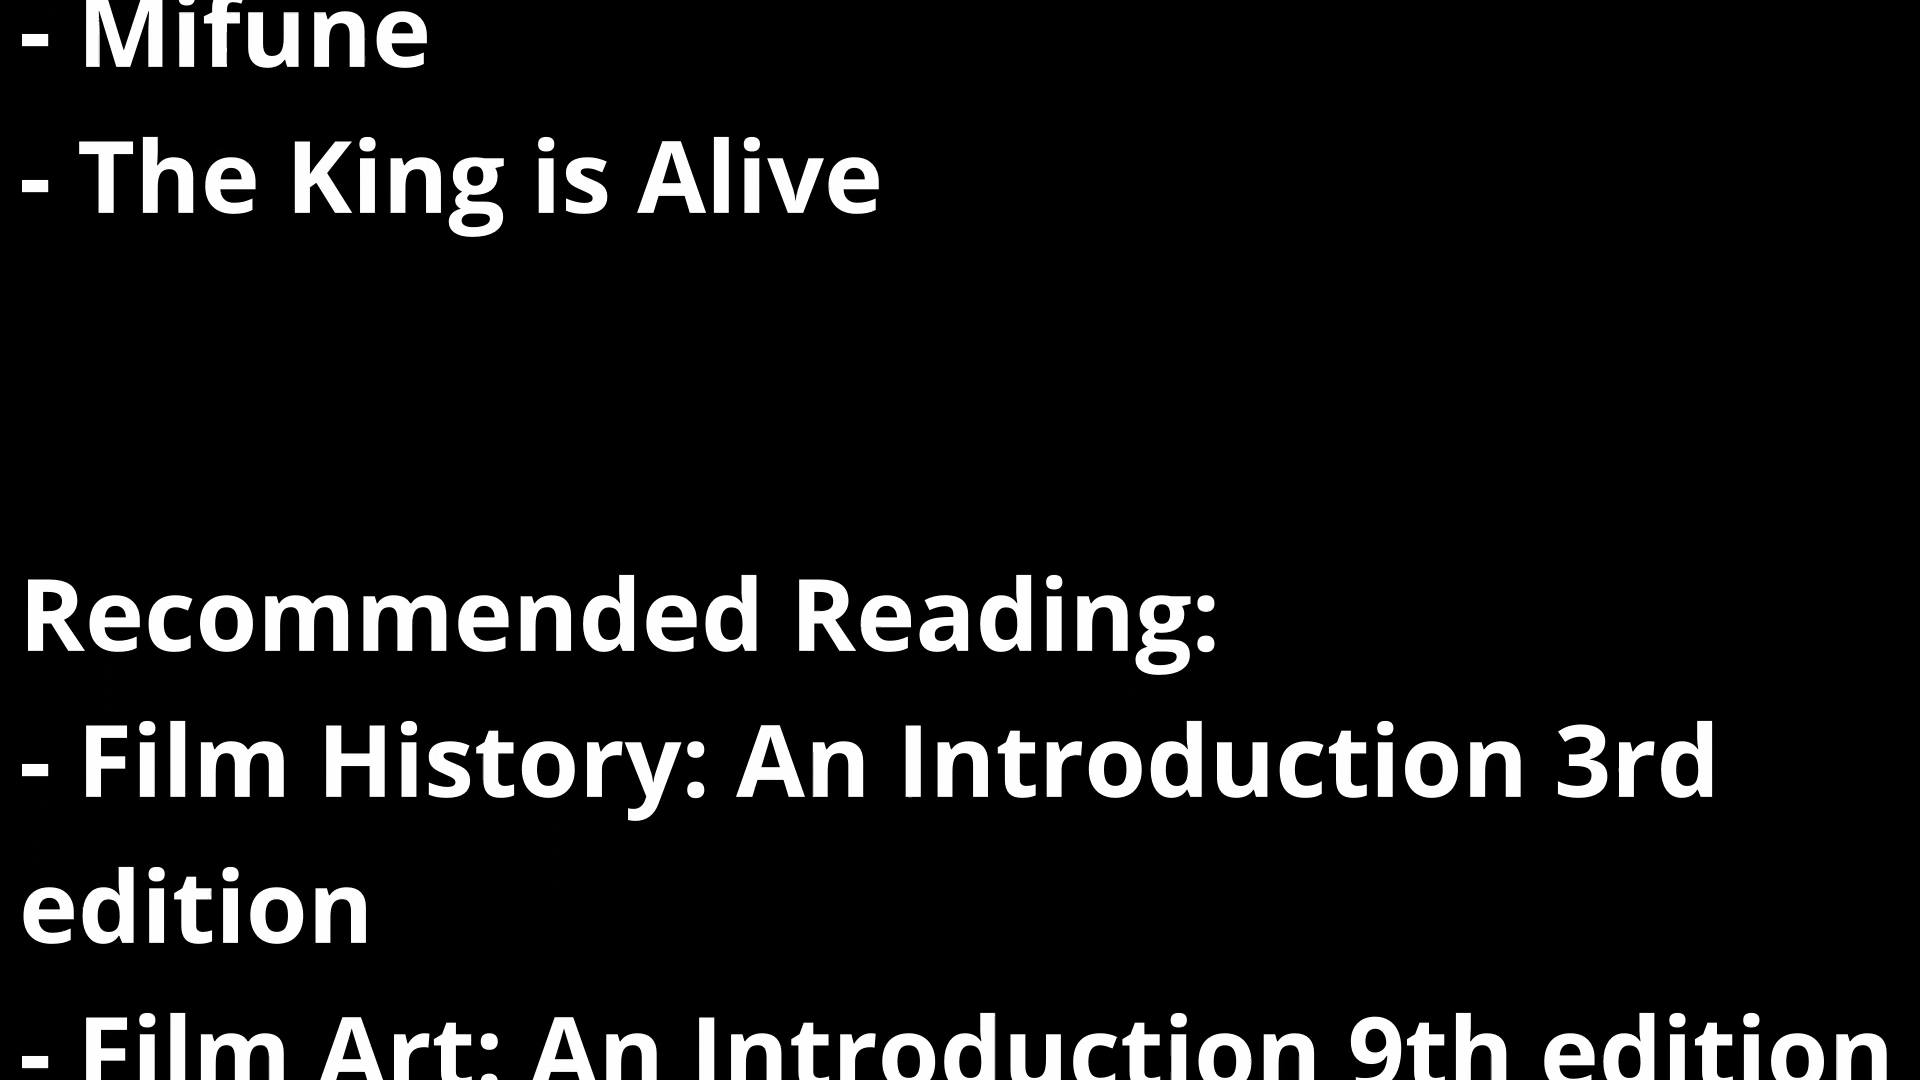 - Mifune
- The King is Alive
Recommended Reading:
- Film History: An Introduction 3rd
edition
- Film Art: An Introduction 9th edition